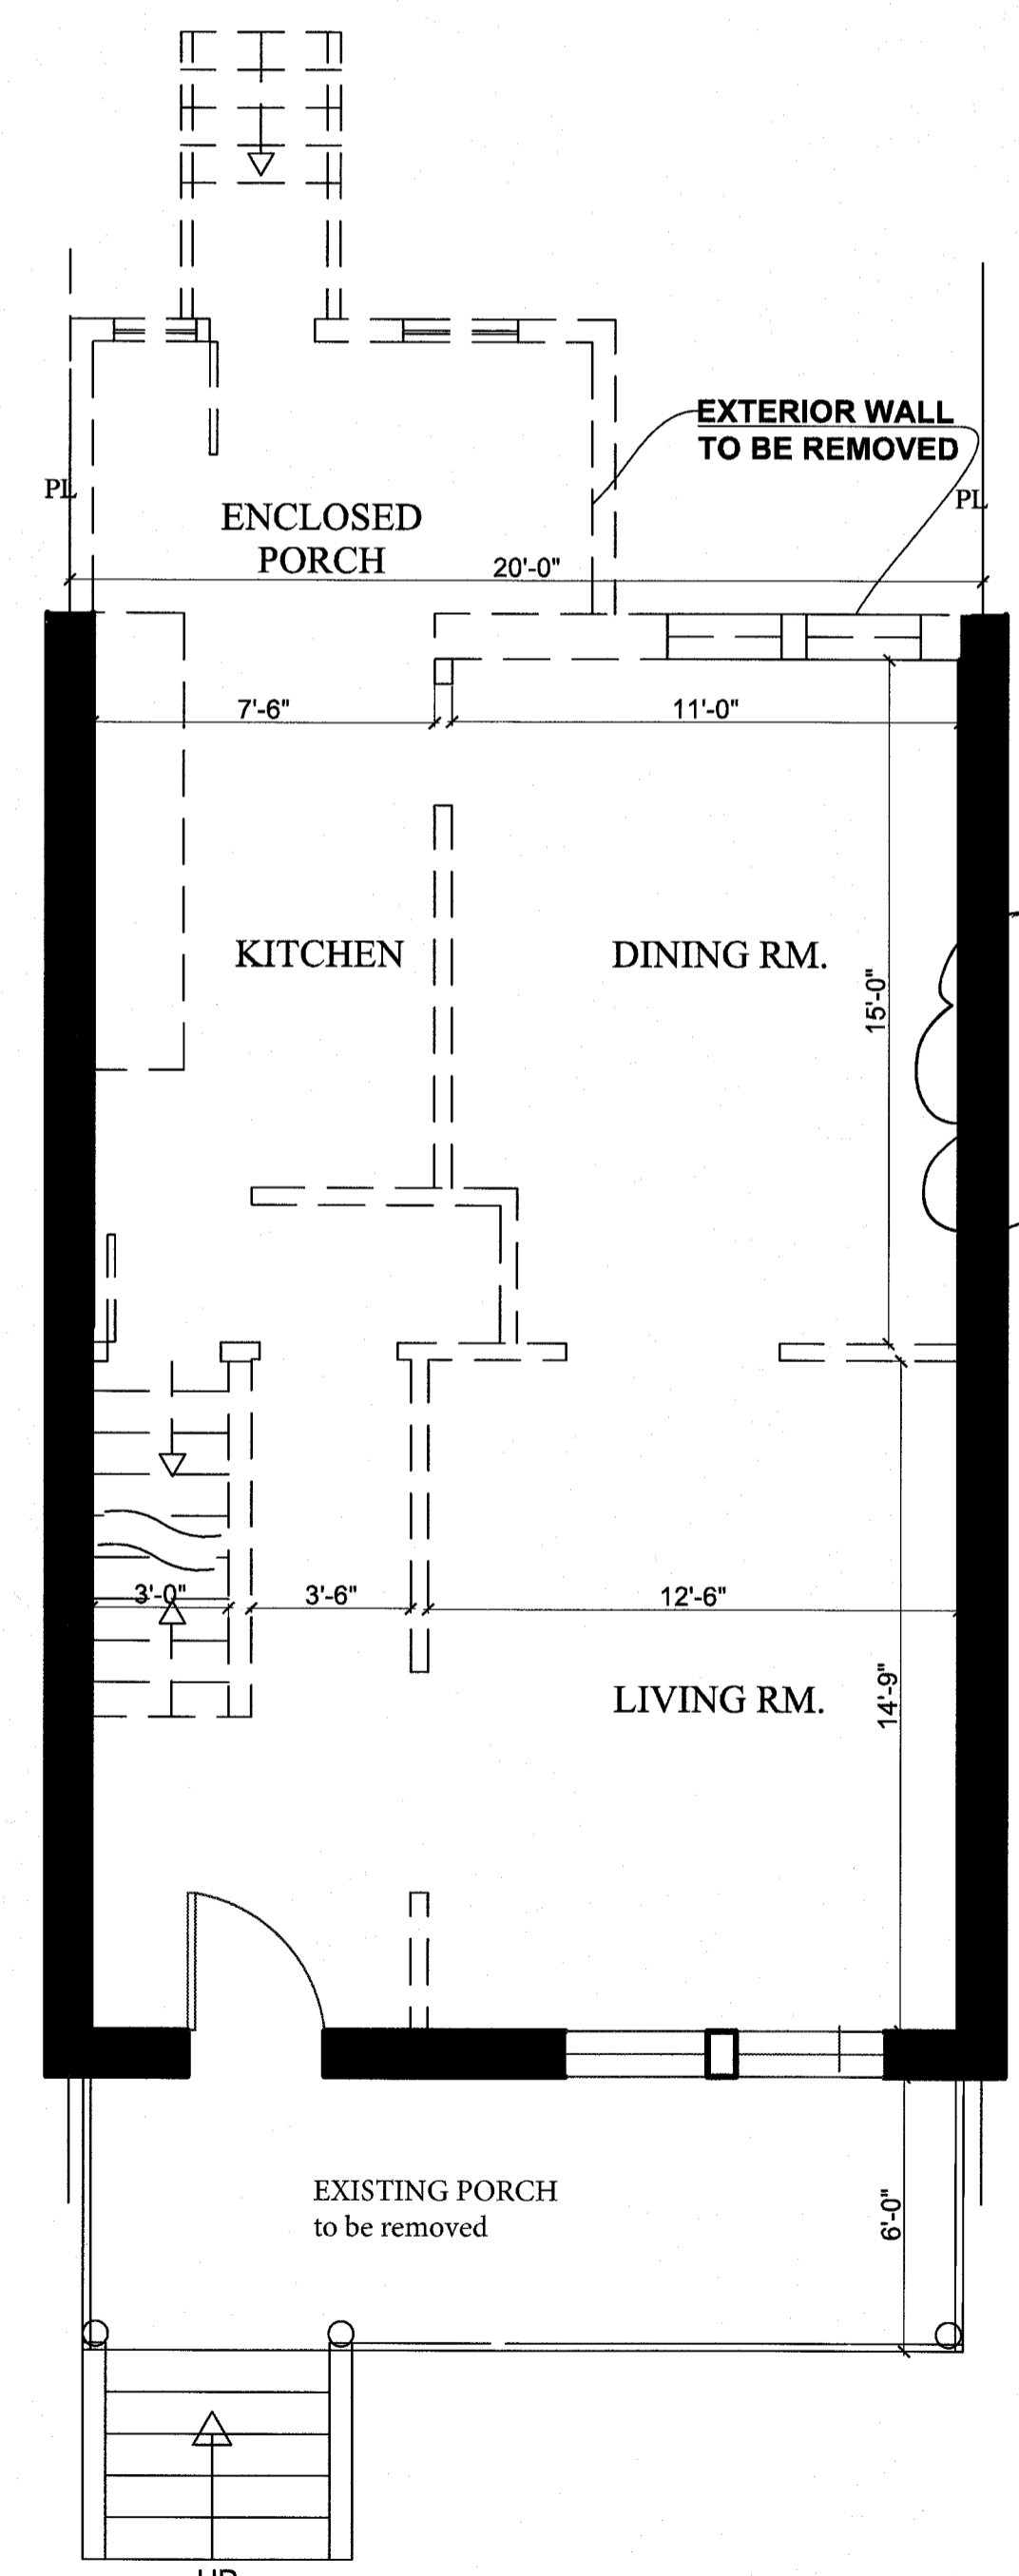 EXTERIOR WALL
TO BE REMOVED
PL
PL
ENCLOSED
PORCH
20'-0"
7'-6"
11'-0"
KITCHEN
DINING RM.
15'-0"
3'-0"
3'-6"
12'-6"
LIVING RM.
14'-9"
EXISTING PORCH
to be removed
6'-0"
UP